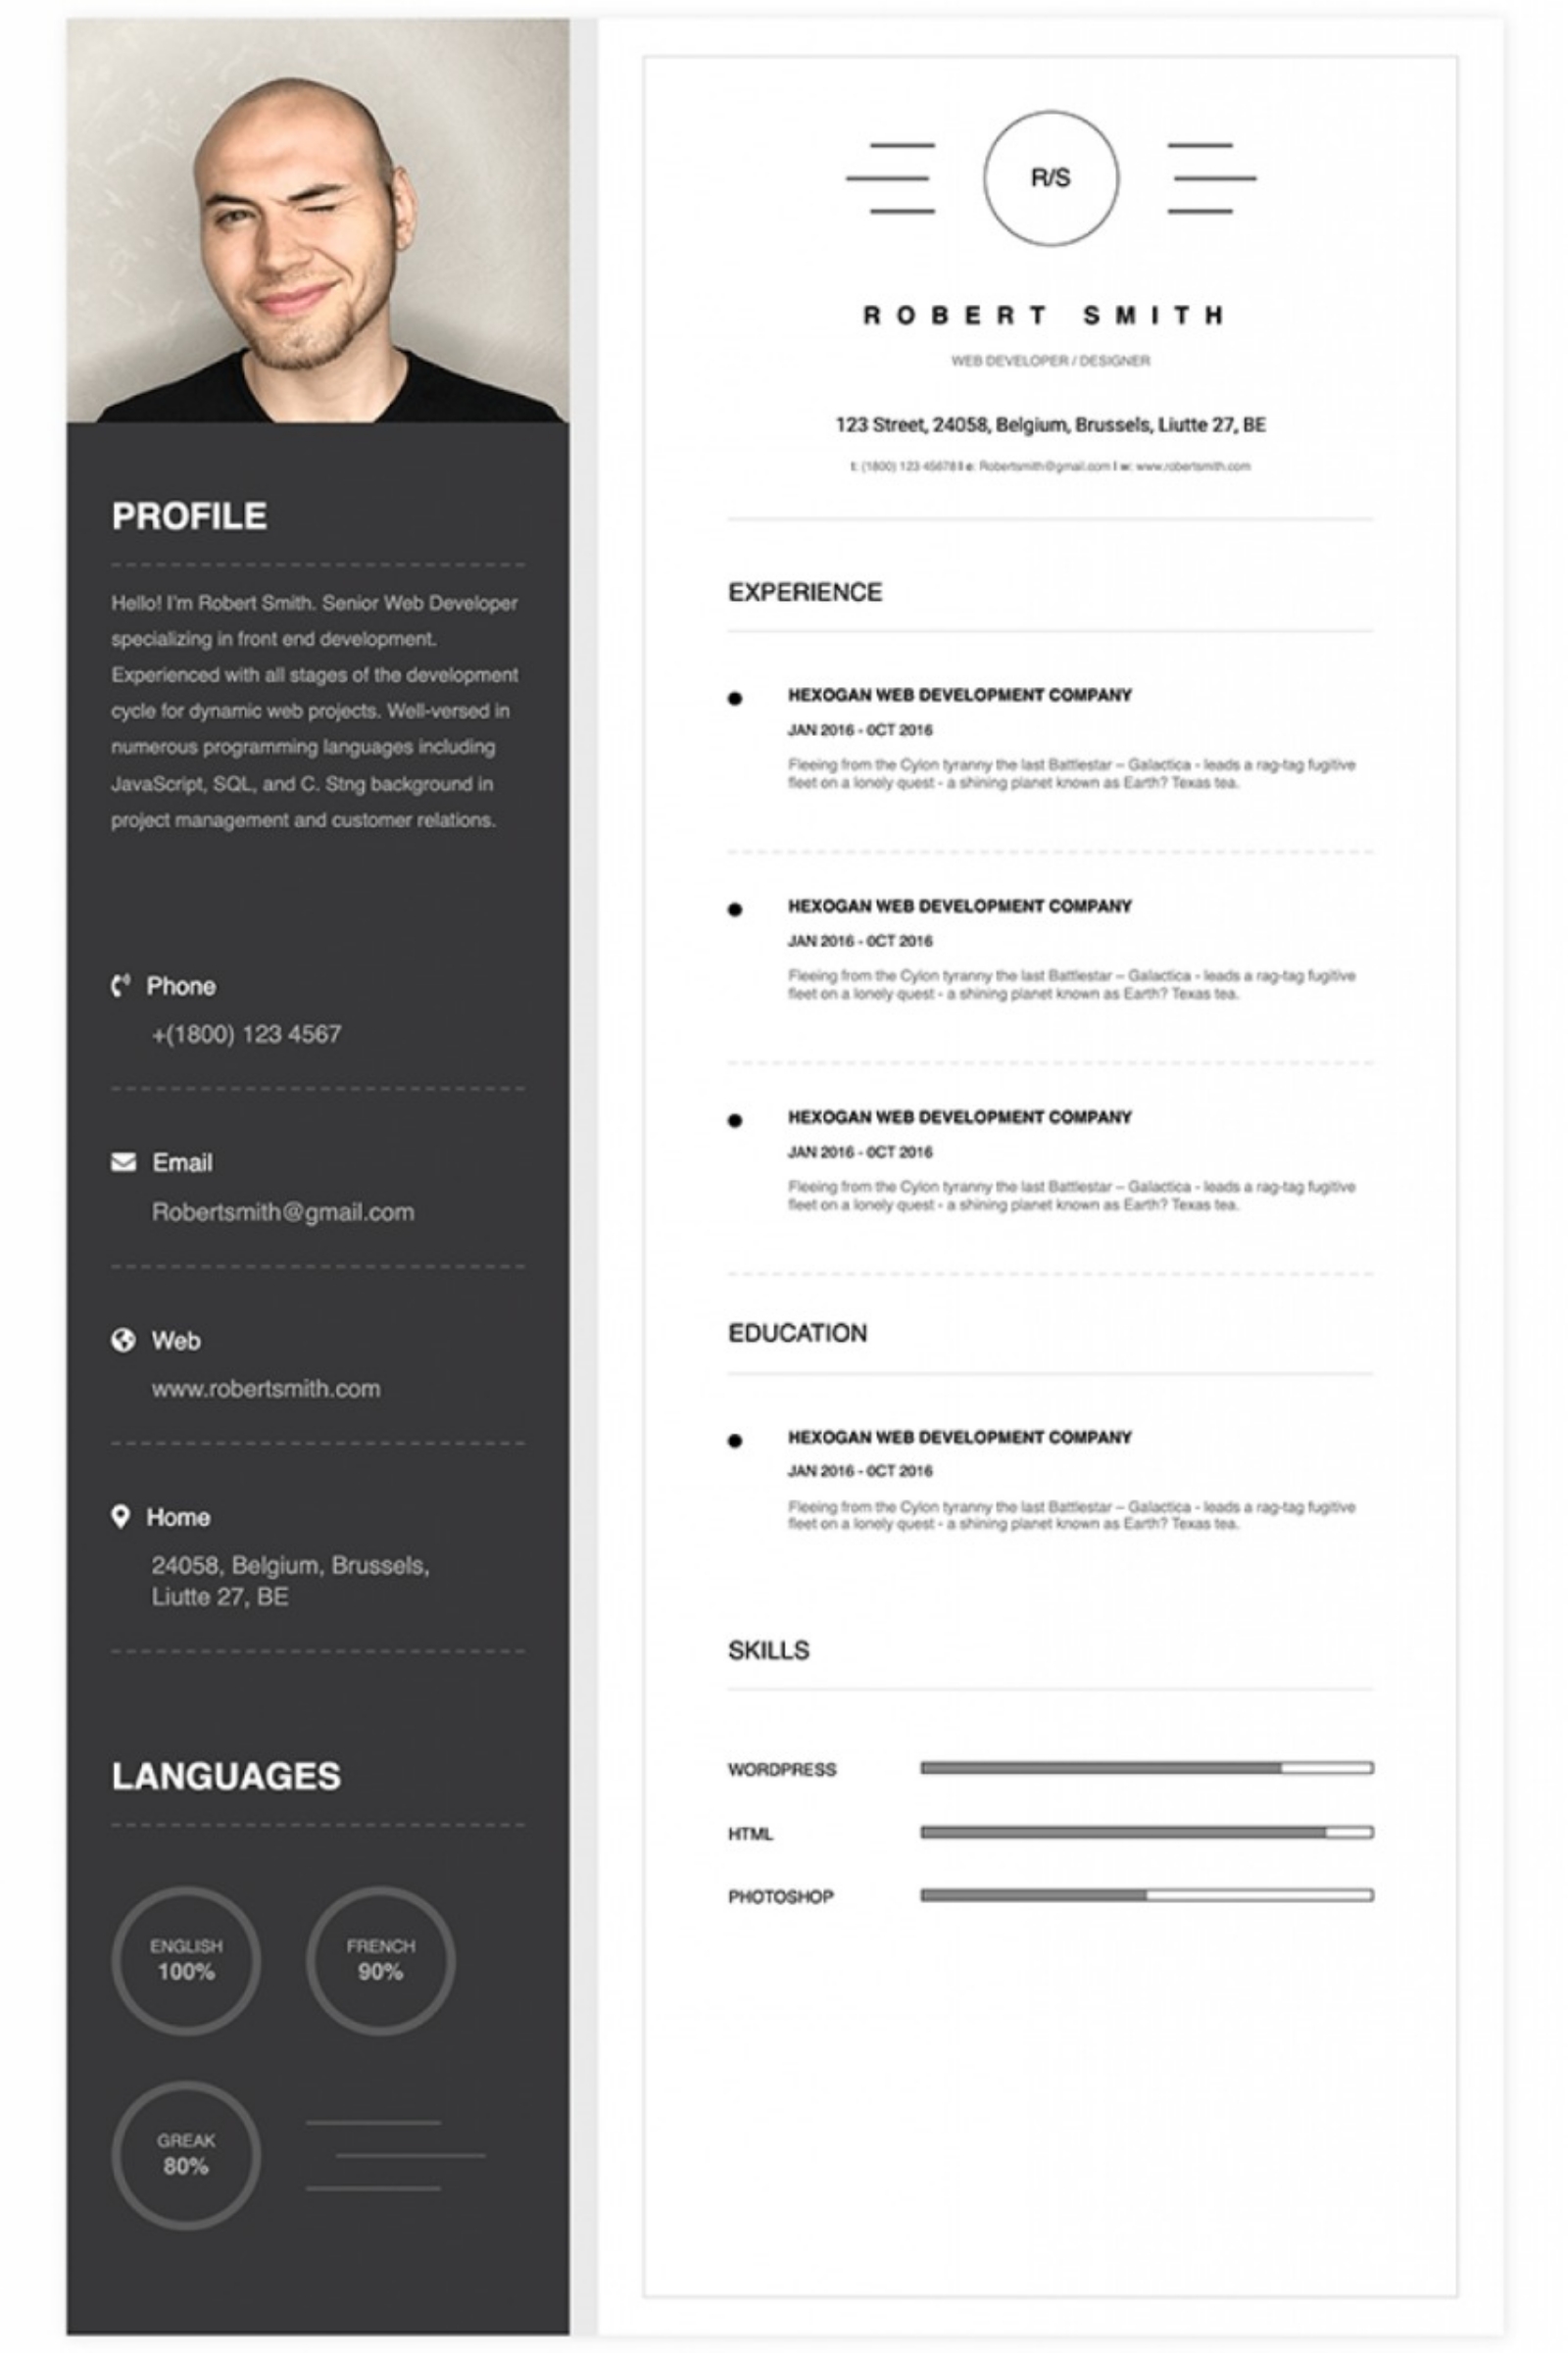 PROFILE
Hello! I'm Robert Smith. Senior Web Developer
specializing in front end development.
Experienced with all stages of the development
cycle for dynamic web projects. Well-versed in
numerous programming languages including
JavaScript, SQL, and C. Stng background in
project management and customer relations.
Phone
+(1800) 123 4567
Email
Robertsmith@gmail.com
Web
www.robertsmith.com
Home
24058, Belgium, Brussels,
Liutte 27, BE
LANGUAGES
ENGLISH
100%
FRENCH
90%
GREAK
80%
R/S
ROBERT SMITH
WEB DEVELOPER / DESIGNER
123 Street, 24058, Belgium, Brussels, Liutte 27, BE
t: (1800) 123 45678 I e: Robertsmith@gmail.com I w: www.robertsmith.com
EXPERIENCE
HEXOGAN WEB DEVELOPMENT COMPANY
JAN 2016 - 0CT 2016
Fleeing from the Cylon tyranny the last Battlestar – Galactica - leads a rag-tag fugitive
fleet on a lonely quest - a shining planet known as Earth? Texas tea.
HEXOGAN WEB DEVELOPMENT COMPANY
JAN 2016 - 0CT 2016
Fleeing from the Cylon tyranny the last Battlestar – Galactica - leads a rag-tag fugitive
fleet on a lonely quest - a shining planet known as Earth? Texas tea.
HEXOGAN WEB DEVELOPMENT COMPANY
JAN 2016 - 0CT 2016
Fleeing from the Cylon tyranny the last Battlestar – Galactica - leads a rag-tag fugitive
fleet on a lonely quest - a shining planet known as Earth? Texas tea.
EDUCATION
HEXOGAN WEB DEVELOPMENT COMPANY
JAN 2016 - 0CT 2016
Fleeing from the Cylon tyranny the last Battlestar – Galactica - leads a rag-tag fugitive
fleet on a lonely quest - a shining planet known as Earth? Texas tea.
SKILLS
WORDPRESS
HTML
PHOTOSHOP